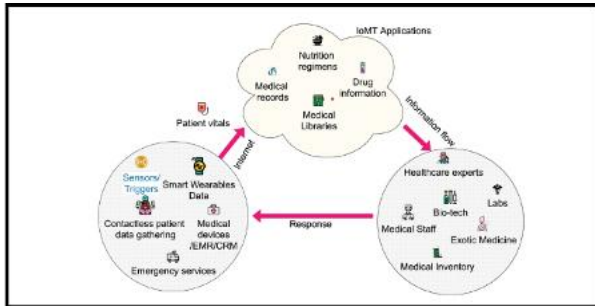 IoMT Applications
Nutrition
regimens
Medical
records
Drug
information
Medical
Libraries
Patient vitals
Internet
Information flow
Sensors/
Triggers
Smart Wearables
Data
Contactless patient
data gathering
Medical
devices
/EMR/CRM
Emergency services
Response
Healthcare experts
Bio-tech
Labs
Medical Staff
Exotic Medicine
Medical Inventory